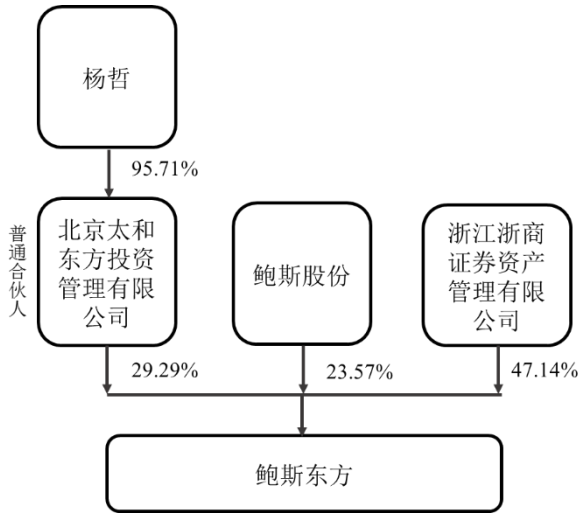 杨哲
95.71%
普通合伙人
北京太和
东方投资
管理有限
公司
鲍斯股份
浙江浙商
证券资产
管理有限
公司
29.29%
23.57%
47.14%
鲍斯东方